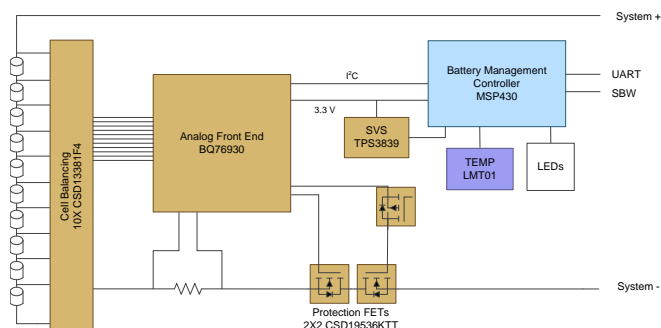 System +
I²C
Battery Management
Controller
MSP430
UART
SBW
3.3 V
Analog Front End
BQ76930
SVS
TPS3839
TEMP
LMT01
LEDs
Cell Balancing
10X CSD13381F4
System -
Protection FETs
2X2 CSD19536KTT